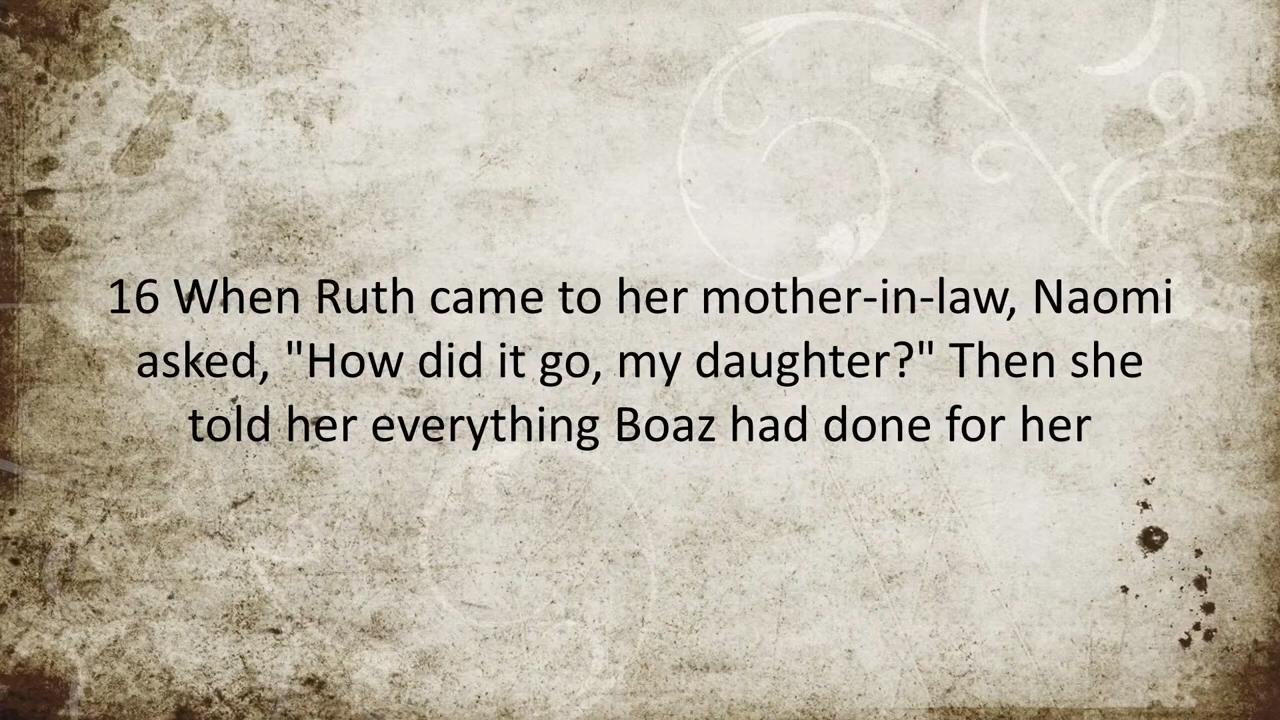 16 When Ruth came to her mother-in-law, Naomi
asked, "How did it go, my daughter?" Then she
told her everything Boaz had done for her